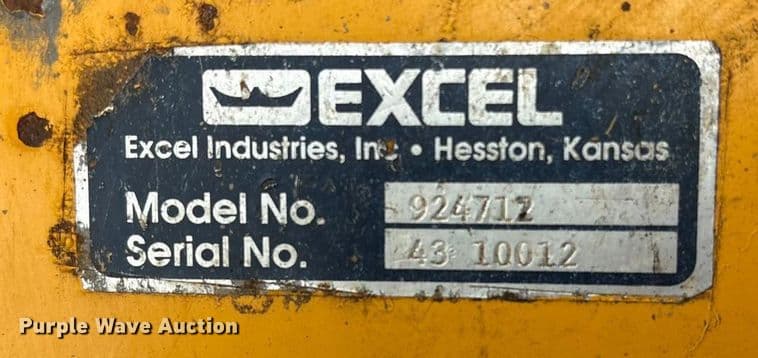 EXCEL
Excel Industries, Inc • Hesston, Kansas
Model No. 924712
Serial No. 43 10012
Purple Wave Auction